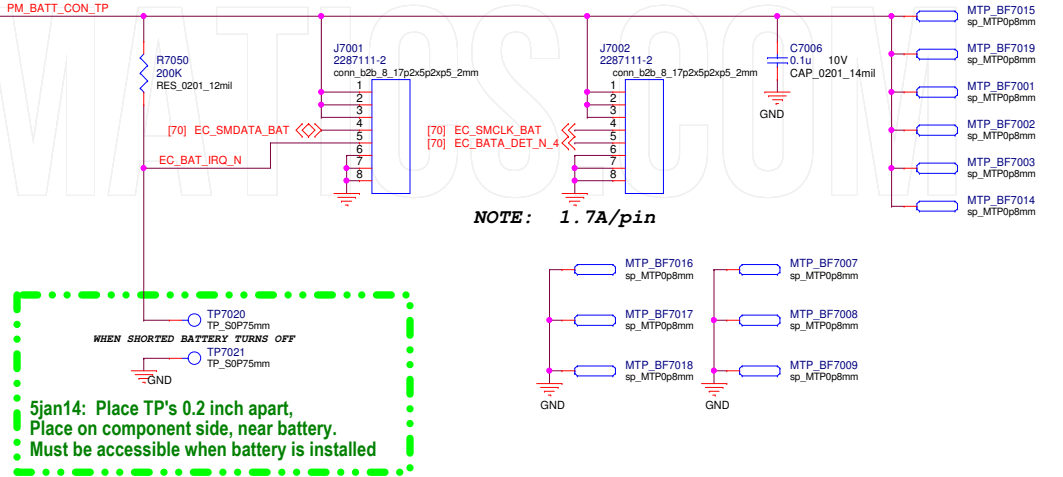 PM_BATT_CON_TP
R7050
200K
RES_0201_12mil
J7001
2287111-2
conn_b2b_8_17p2x5p2xp5_2mm
1
2
3
4
5
6
7
8
[70] EC_SMDATA_BAT
EC_BAT_IRQ_N
J7002
2287111-2
conn_b2b_8_17p2x5p2xp5_2mm
1
2
3
4
5
6
7
8
[70] EC_SMCLK_BAT
[70] EC_BATA_DET_N_4
C7006
0.1u 10V
CAP_0201_14mil
GND
MTP_BF7015
sp_MTP0p8mm
MTP_BF7019
sp_MTP0p8mm
MTP_BF7001
sp_MTP0p8mm
MTP_BF7002
sp_MTP0p8mm
MTP_BF7003
sp_MTP0p8mm
MTP_BF7014
sp_MTP0p8mm
NOTE: 1.7A/pin
MTP_BF7016
sp_MTP0p8mm
MTP_BF7017
sp_MTP0p8mm
MTP_BF7018
sp_MTP0p8mm
GND
MTP_BF7007
sp_MTP0p8mm
MTP_BF7008
sp_MTP0p8mm
MTP_BF7009
sp_MTP0p8mm
GND
TP7020
TP_S0P75mm
WHEN SHORTED BATTERY TURNS OFF
TP7021
TP_S0P75mm
GND
5jan14: Place TP's 0.2 inch apart,
Place on component side, near battery.
Must be accessible when battery is installed
MATICS.COM